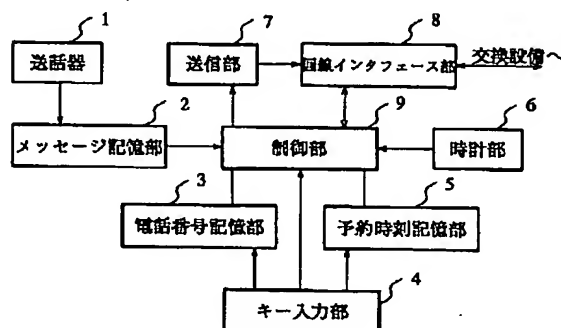 1
7
8
送話器
送信部
回線インタフェース部
交換設備へ
2
9
6
メッセージ記憶部
制御部
時計部
3
5
電話番号記憶部
予約時刻記憶部
4
キー入力部